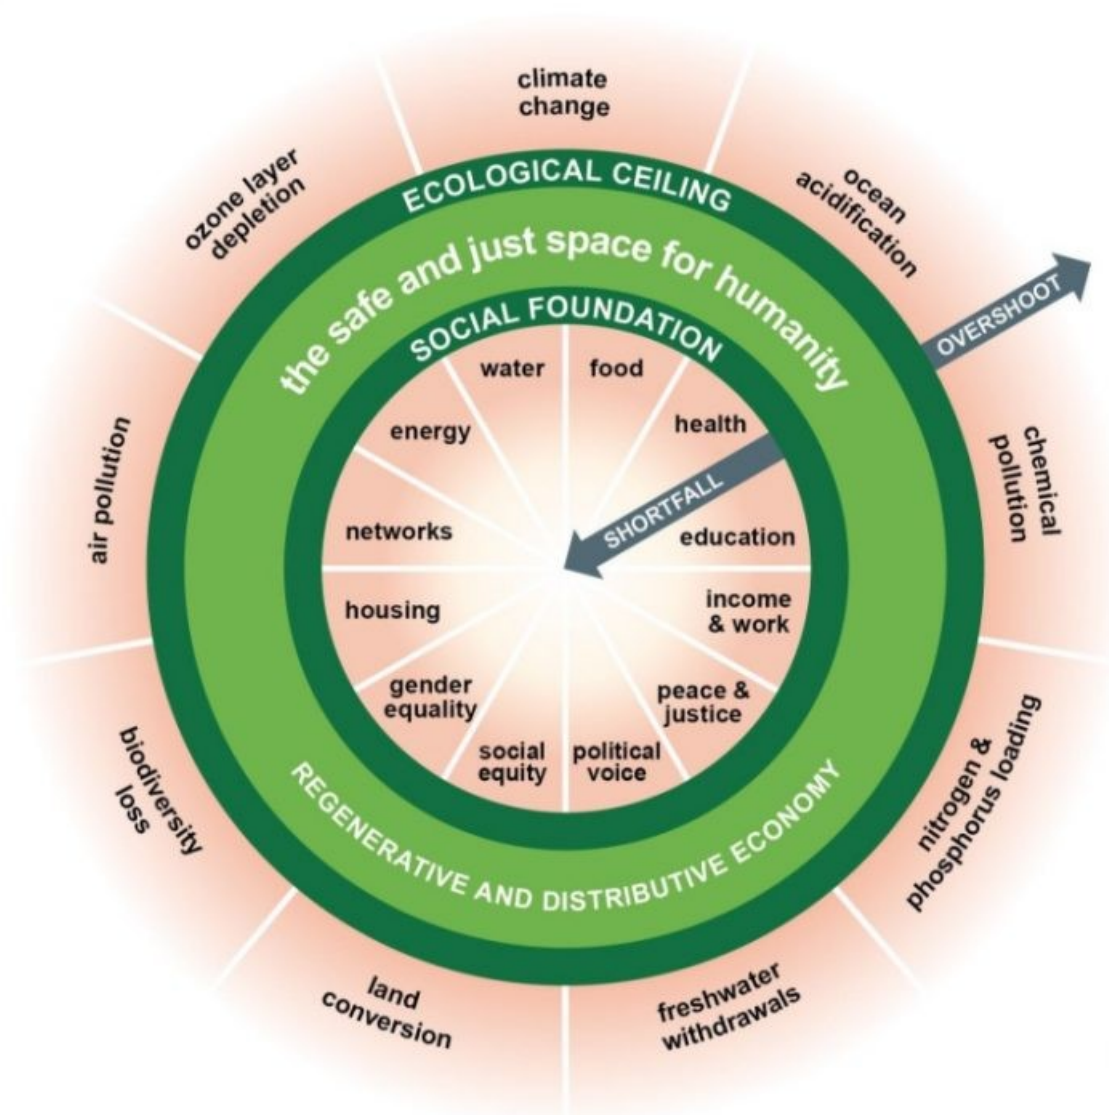 climate
change
ocean
acidification
OVERSHOOT
chemical
pollution
nitrogen &
phosphorus loading
freshwater
withdrawals
land
conversion
biodiversity
loss
air pollution
ozone layer
depletion
ECOLOGICAL CEILING
the safe and just space for humanity
SOCIAL FOUNDATION
water
food
health
SHORTFALL
education
income
& work
peace &
justice
political
voice
social
equity
gender
equality
housing
networks
energy
REGENERATIVE AND DISTRIBUTIVE ECONOMY